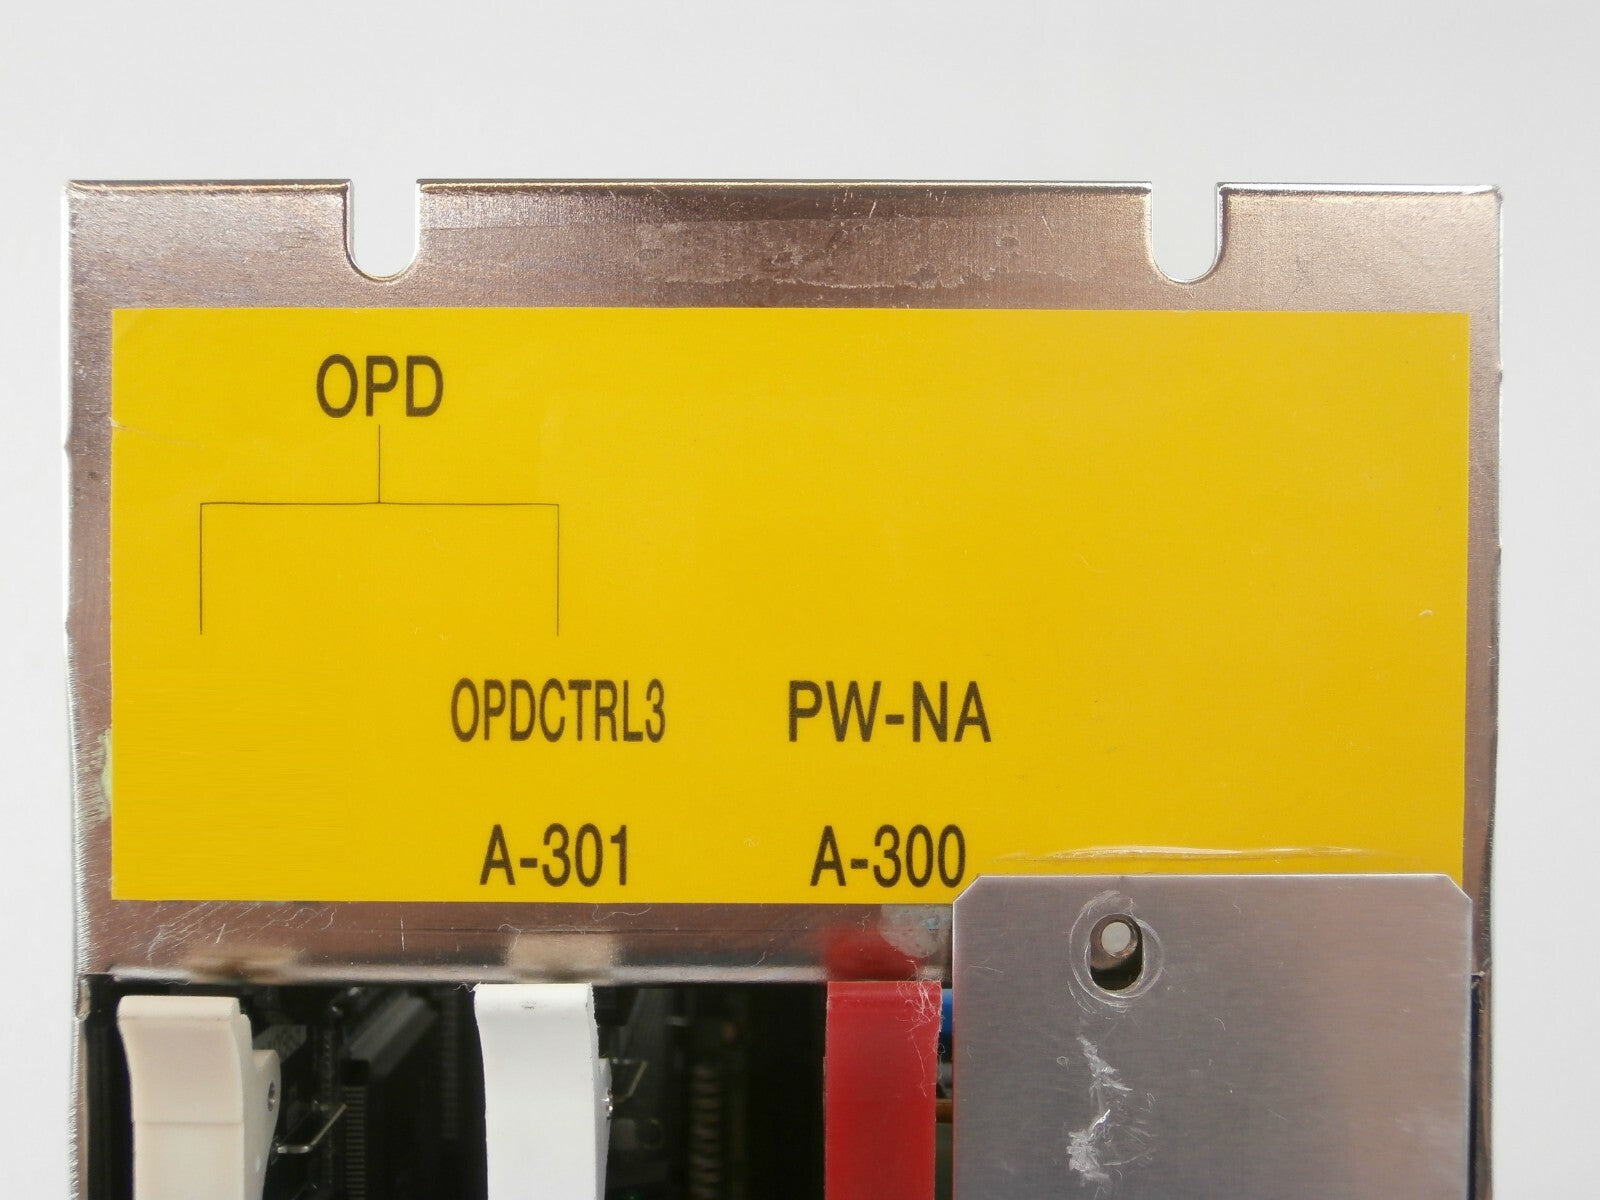 OPD
OPDCTRL3 PW-NA
A-301 A-300